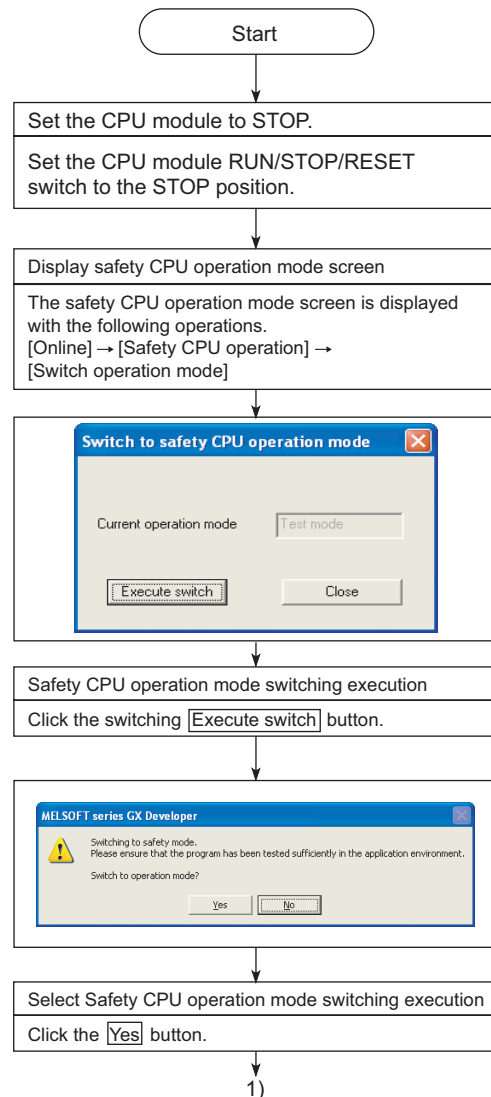 Start
Set the CPU module to STOP.
Set the CPU module RUN/STOP/RESET
switch to the STOP position.
Display safety CPU operation mode screen
The safety CPU operation mode screen is displayed
with the following operations.
[Online] → [Safety CPU operation] →
[Switch operation mode]
Switch to safety CPU operation mode
Current operation mode Test mode
Execute switch Close
Safety CPU operation mode switching execution
Click the switching Execute switch button.
MELSOFT series GX Developer
Switching to safety mode.
Please ensure that the program has been tested sufficiently in the application environment.
Switch to operation mode?
Yes No
Select Safety CPU operation mode switching execution
Click the Yes button.
1)